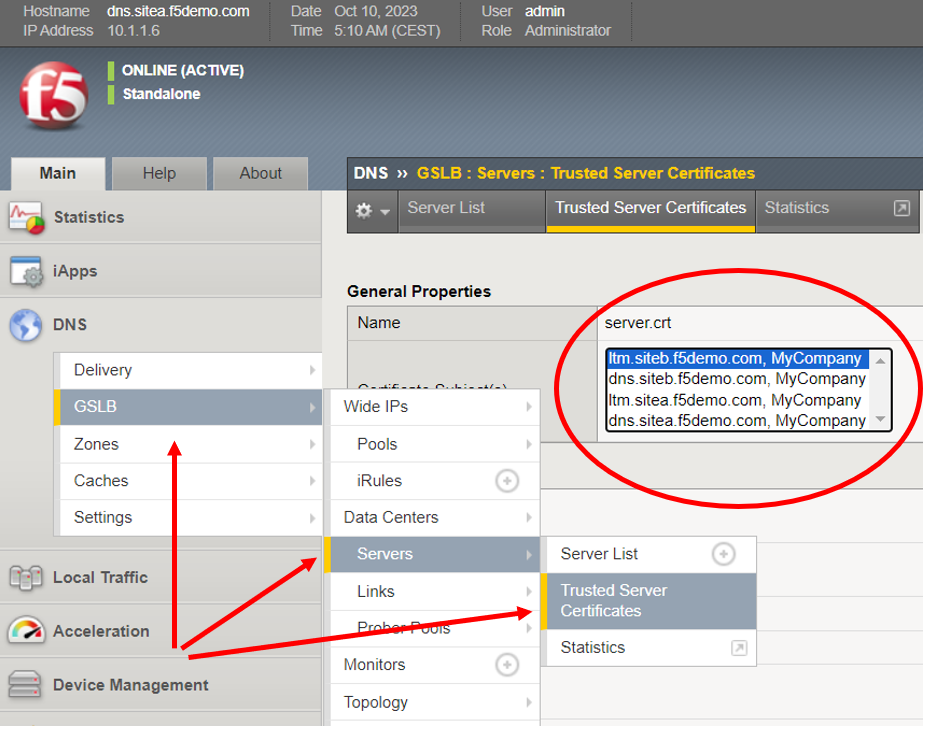 Hostname dns.sitea.f5demo.com Date Oct 10, 2023 User admin
IP Address 10.1.1.6 Time 5:10 AM (CEST) Role Administrator
f5
ONLINE (ACTIVE)
Standalone
Main Help About
DNS ›› GSLB : Servers : Trusted Server Certificates
Server List Trusted Server Certificates Statistics
Statistics
iApps
DNS
Delivery
GSLB
Zones
Caches
Settings
Local Traffic
Acceleration
Device Management
General Properties
Name server.crt
Certificate Subject(s)
ltm.siteb.f5demo.com, MyCompany
dns.siteb.f5demo.com, MyCompany
ltm.sitea.f5demo.com, MyCompany
dns.sitea.f5demo.com, MyCompany
Wide IPs
Pools
iRules
Data Centers
Servers
Links
Prober Pools
Monitors
Topology
Server List
Trusted Server
Certificates
Statistics